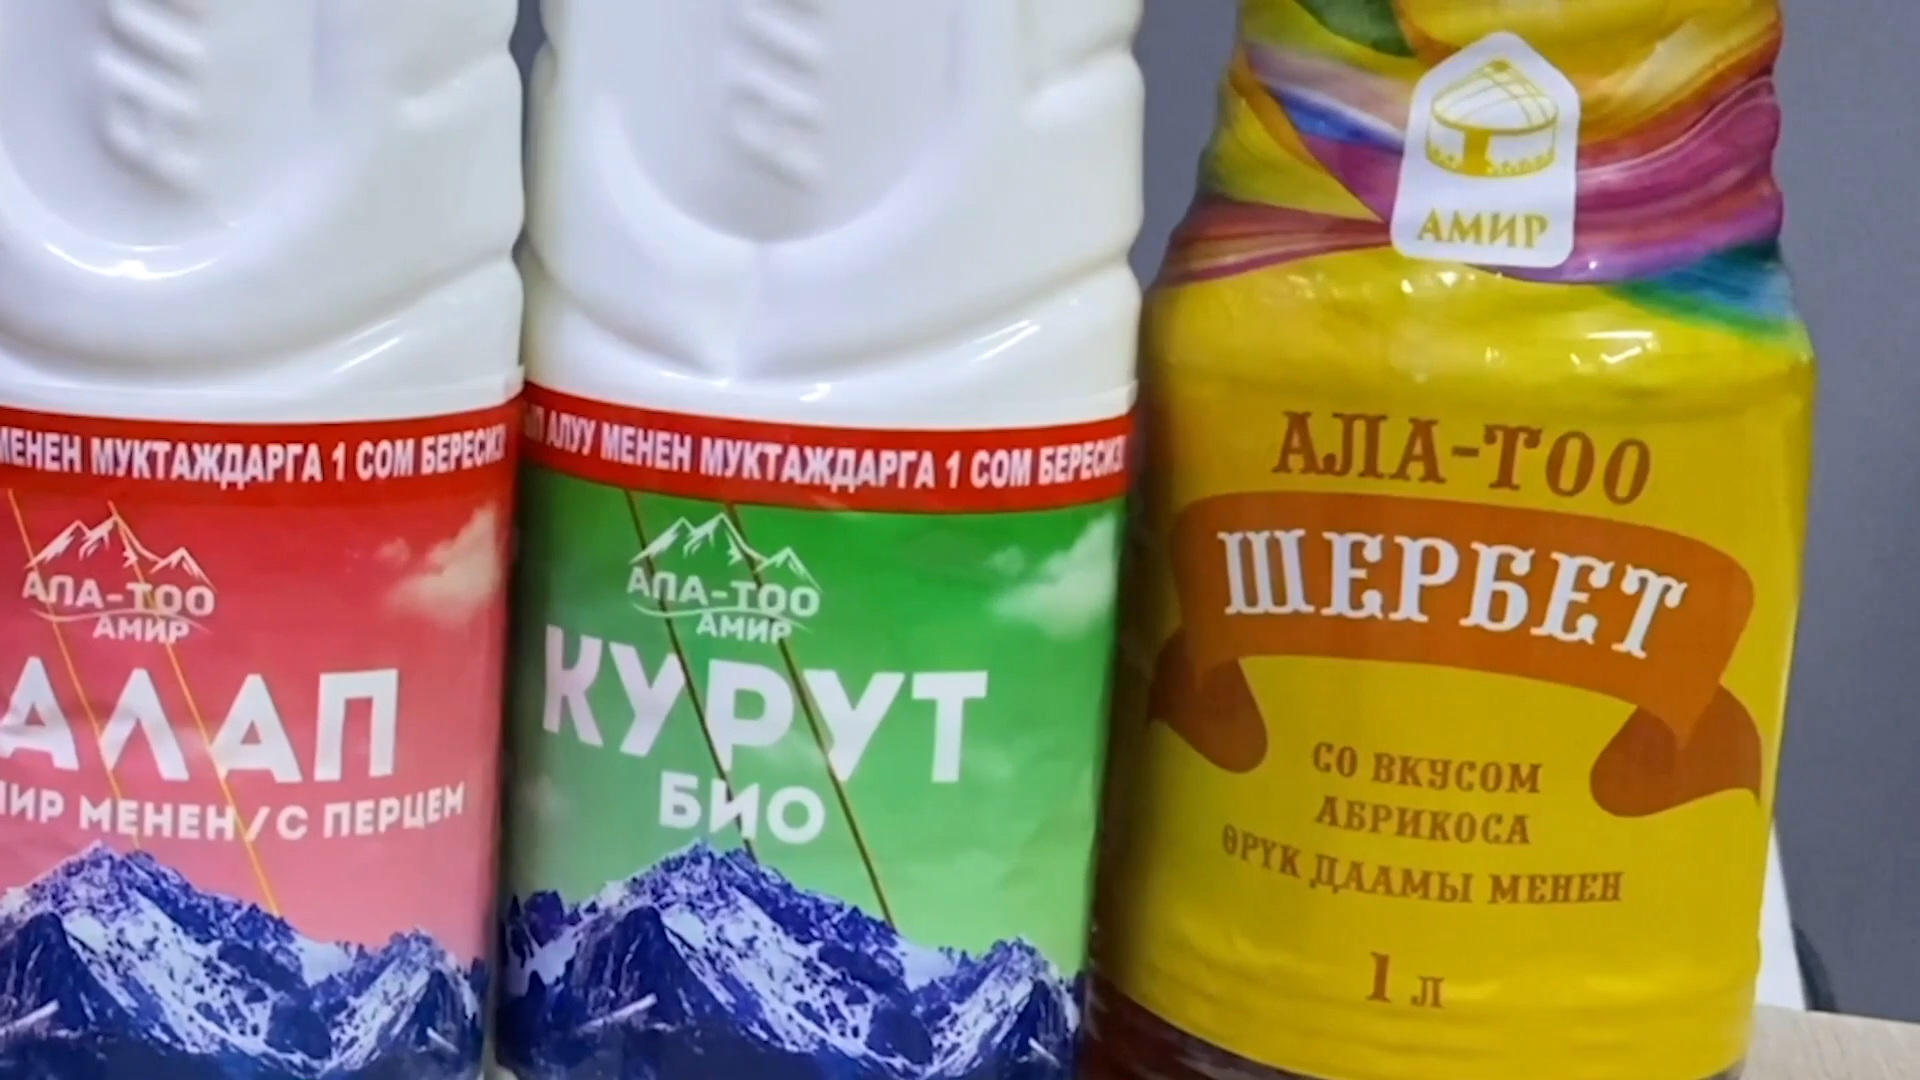 МЕНЕН МУКТАЖДАРГА 1 СОМ БЕРЕСИЗ!
АЛА-ТОО
АМИР
АЛАП
МЕНЕН / С ПЕРЦЕМ
АЛУУ МЕНЕН МУКТАЖДАРГА 1 СОМ БЕРЕСИЗ!
АЛА-ТОО
АМИР
КУРУТ
БИО
АМИР
АЛА-ТОО
ШЕРБЕТ
СО ВКУСОМ
АБРИКОСА
ӨРҮК ДААМЫ МЕНЕН
1 л